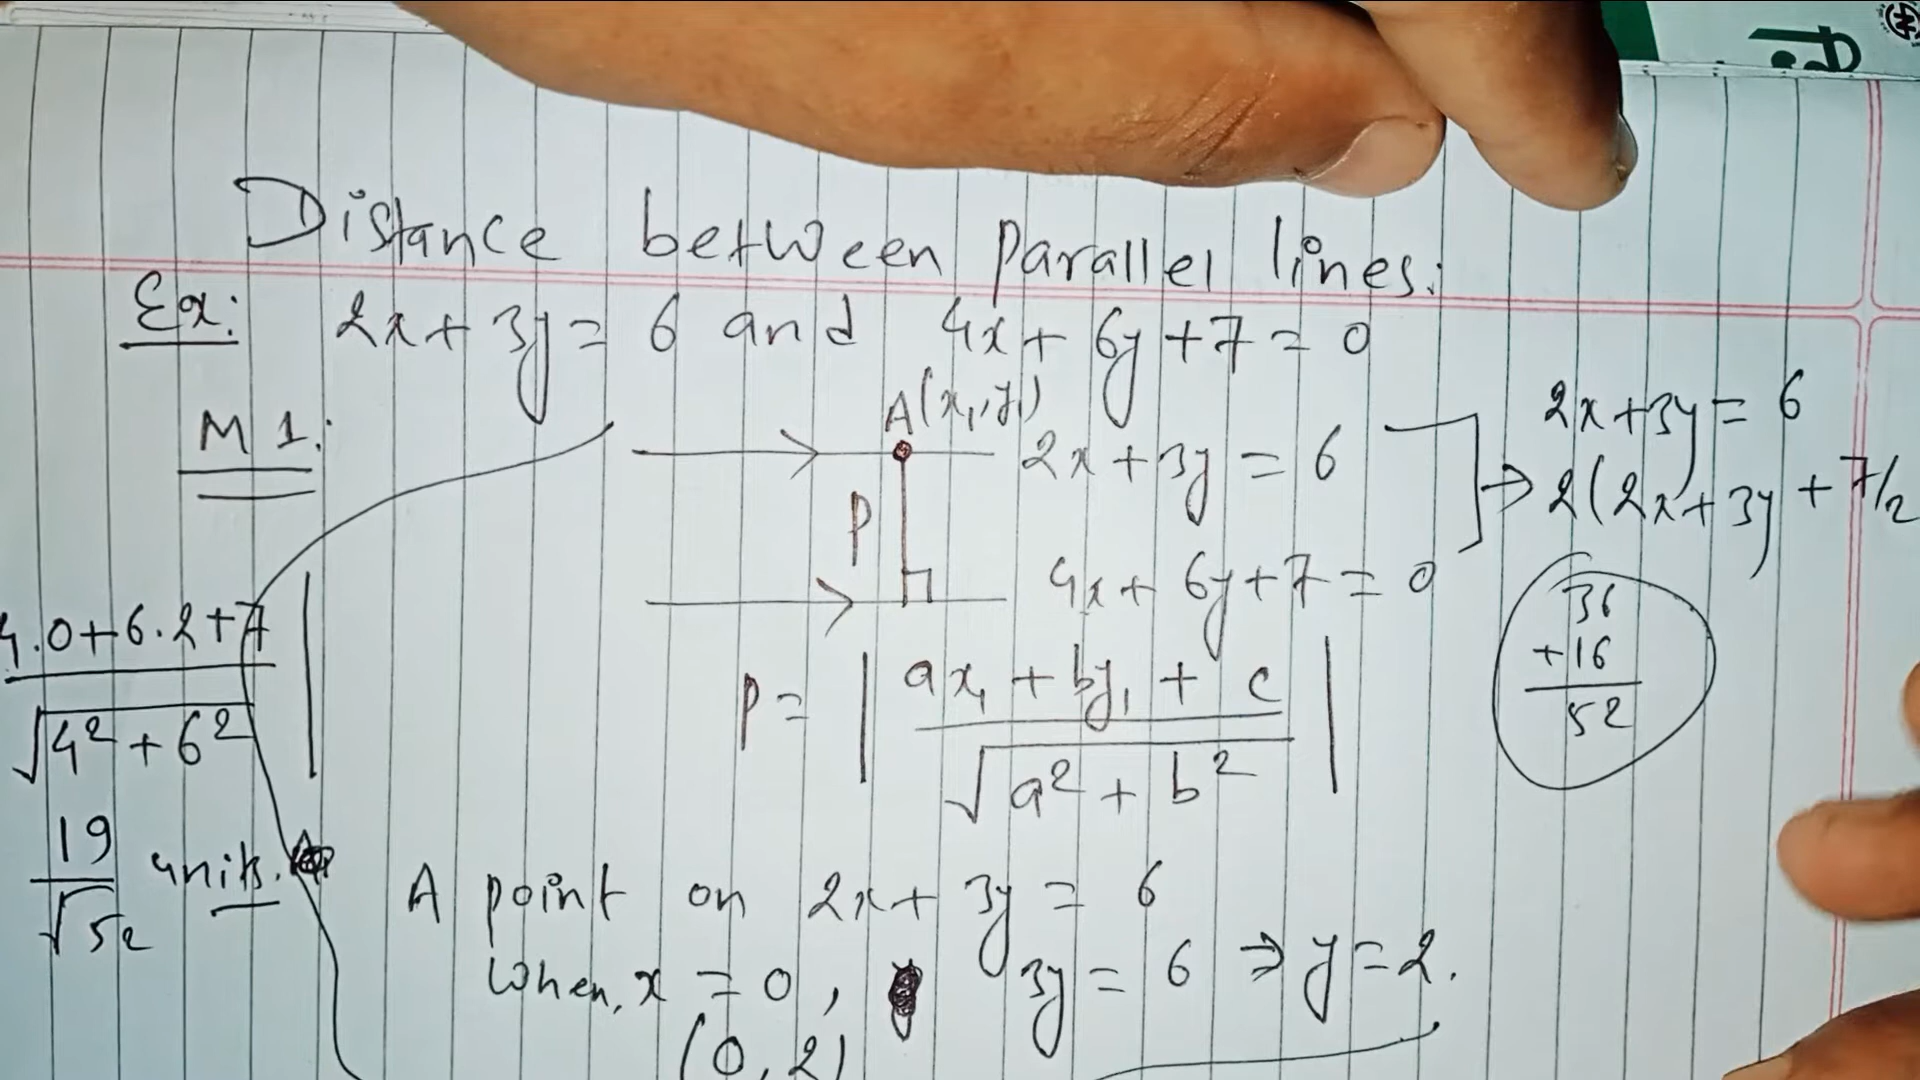 Distance between parallel lines:
Ex: 2x + 3y = 6 and 4x + 6y + 7 = 0
M 1.
A(x₁, y₁)
2x + 3y = 6
P
4x + 6y + 7 = 0
2x + 3y = 6
2(2x + 3y + 7/2
36
+ 16
52
P = | ax₁ + by₁ + c / √a² + b² |
4.0 + 6.2 + 7 / √4² + 6² |
19 / √52 units.
A point on 2x + 3y = 6
When, x = 0, 3y = 6 ⇒ y = 2.
(0, 2)